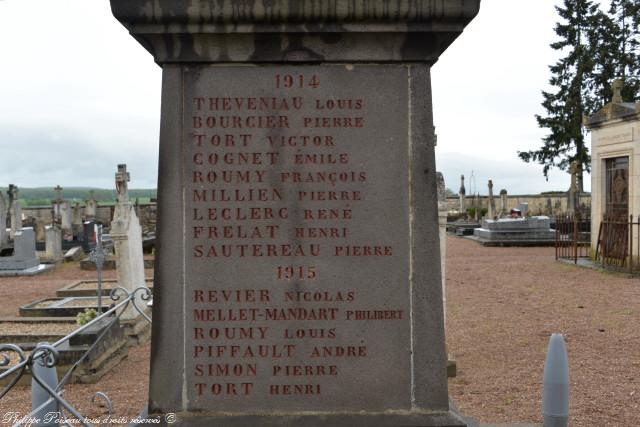 1914
THEVENIAU LOUIS
BOURCIER PIERRE
TORT VICTOR
COGNET ÉMILE
ROUMY FRANÇOIS
MILLIEN PIERRE
LECLERC RENÉ
FRELAT HENRI
SAUTEREAU PIERRE
1915
REVIER NICOLAS
MELLET-MANDART PHILIBERT
ROUMY LOUIS
PIFFAULT ANDRÉ
SIMON PIERRE
TORT HENRI
© Philippe Poiseau tous droits réservés ©